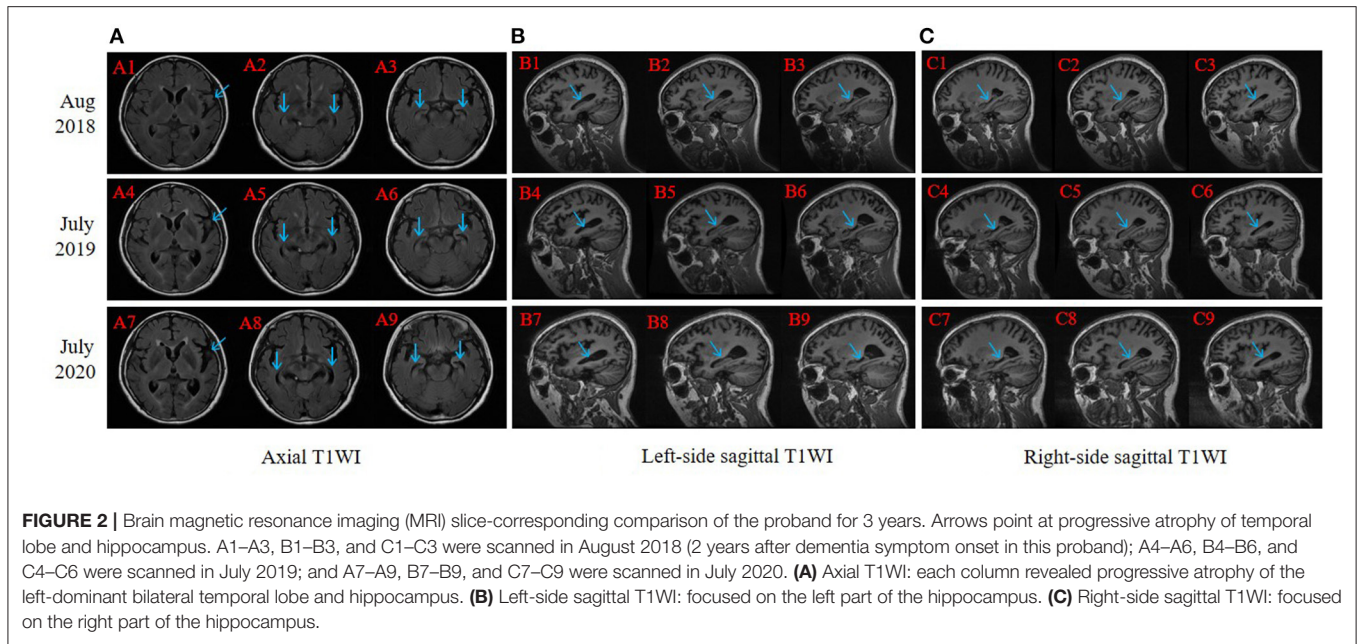 A
B
C
A1 A2 A3 B1 B2 B3 C1 C2 C3
Aug
2018
A4 A5 A6 B4 B5 B6 C4 C5 C6
July
2019
A7 A8 A9 B7 B8 B9 C7 C8 C9
July
2020
Axial T1WI
Left-side sagittal T1WI
Right-side sagittal T1WI
FIGURE 2 | Brain magnetic resonance imaging (MRI) slice-corresponding comparison of the proband for 3 years. Arrows point at progressive atrophy of temporal
lobe and hippocampus. A1–A3, B1–B3, and C1–C3 were scanned in August 2018 (2 years after dementia symptom onset in this proband); A4–A6, B4–B6, and
C4–C6 were scanned in July 2019; and A7–A9, B7–B9, and C7–C9 were scanned in July 2020. (A) Axial T1WI: each column revealed progressive atrophy of the
left-dominant bilateral temporal lobe and hippocampus. (B) Left-side sagittal T1WI: focused on the left part of the hippocampus. (C) Right-side sagittal T1WI: focused
on the right part of the hippocampus.